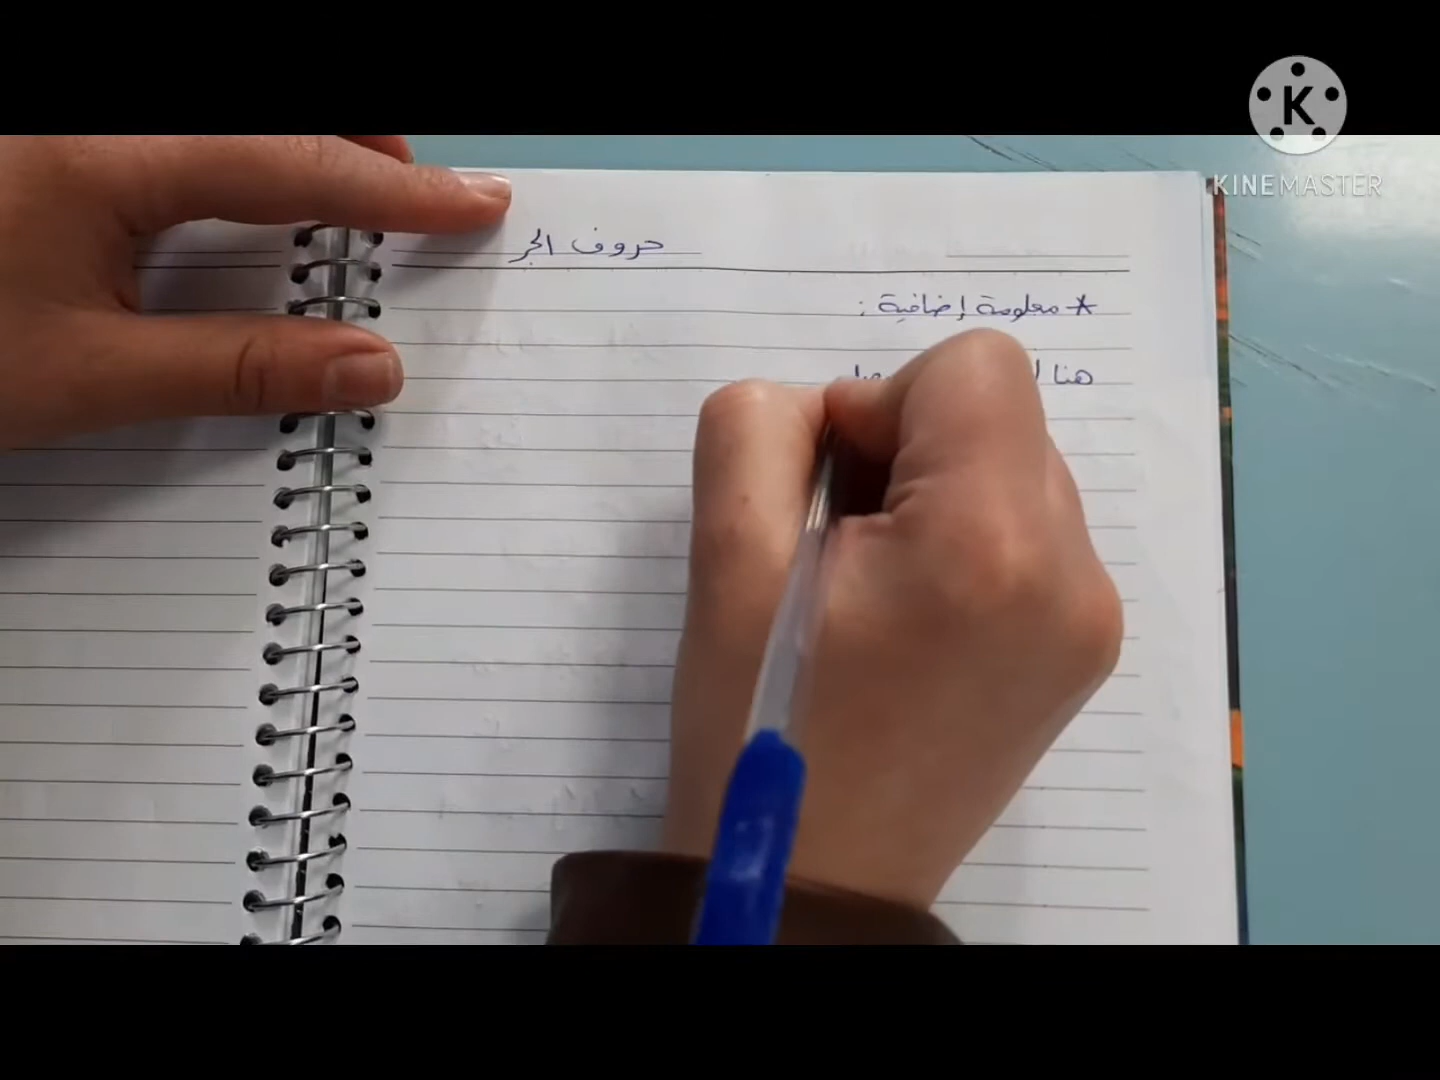 K
KINEMASTER
حروف الجر
* معلومة إضافية :
هنا